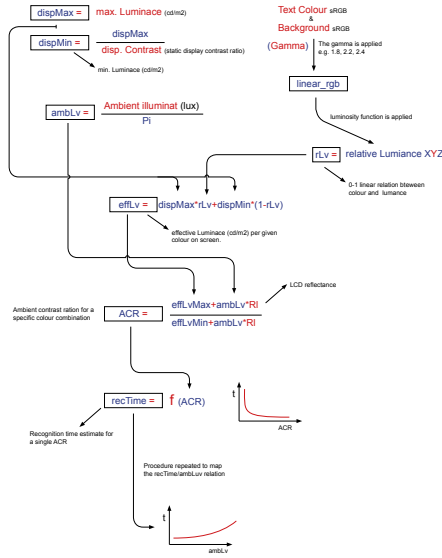 dispMax = max. Luminace (cd/m2)
dispMin = dispMax
disp. Contrast (static display contrast ratio)
min. Luminace (cd/m2)
Text Colour sRGB
&
Background sRGB
(Gamma) The gamma is applied
e.g. 1.8, 2.2, 2.4
linear_rgb
luminosity function is applied
ambLv = Ambient illuminat (lux)
Pi
rLv = relative Lumiance XYZ
0-1 linear relation bteween
colour and lumance
effLv = dispMax*rLv+dispMin*(1-rLv)
effective Luminace (cd/m2) per given
colour on screen.
LCD reflectance
Ambient contrast ration for a
specific colour combination
ACR = effLvMax+ambLv*Rl
effLvMin+ambLv*Rl
recTime = f (ACR)
t
ACR
Recognition time estimate for
a single ACR
Procedure repeated to map
the recTime/ambLuv relation
t
ambLv